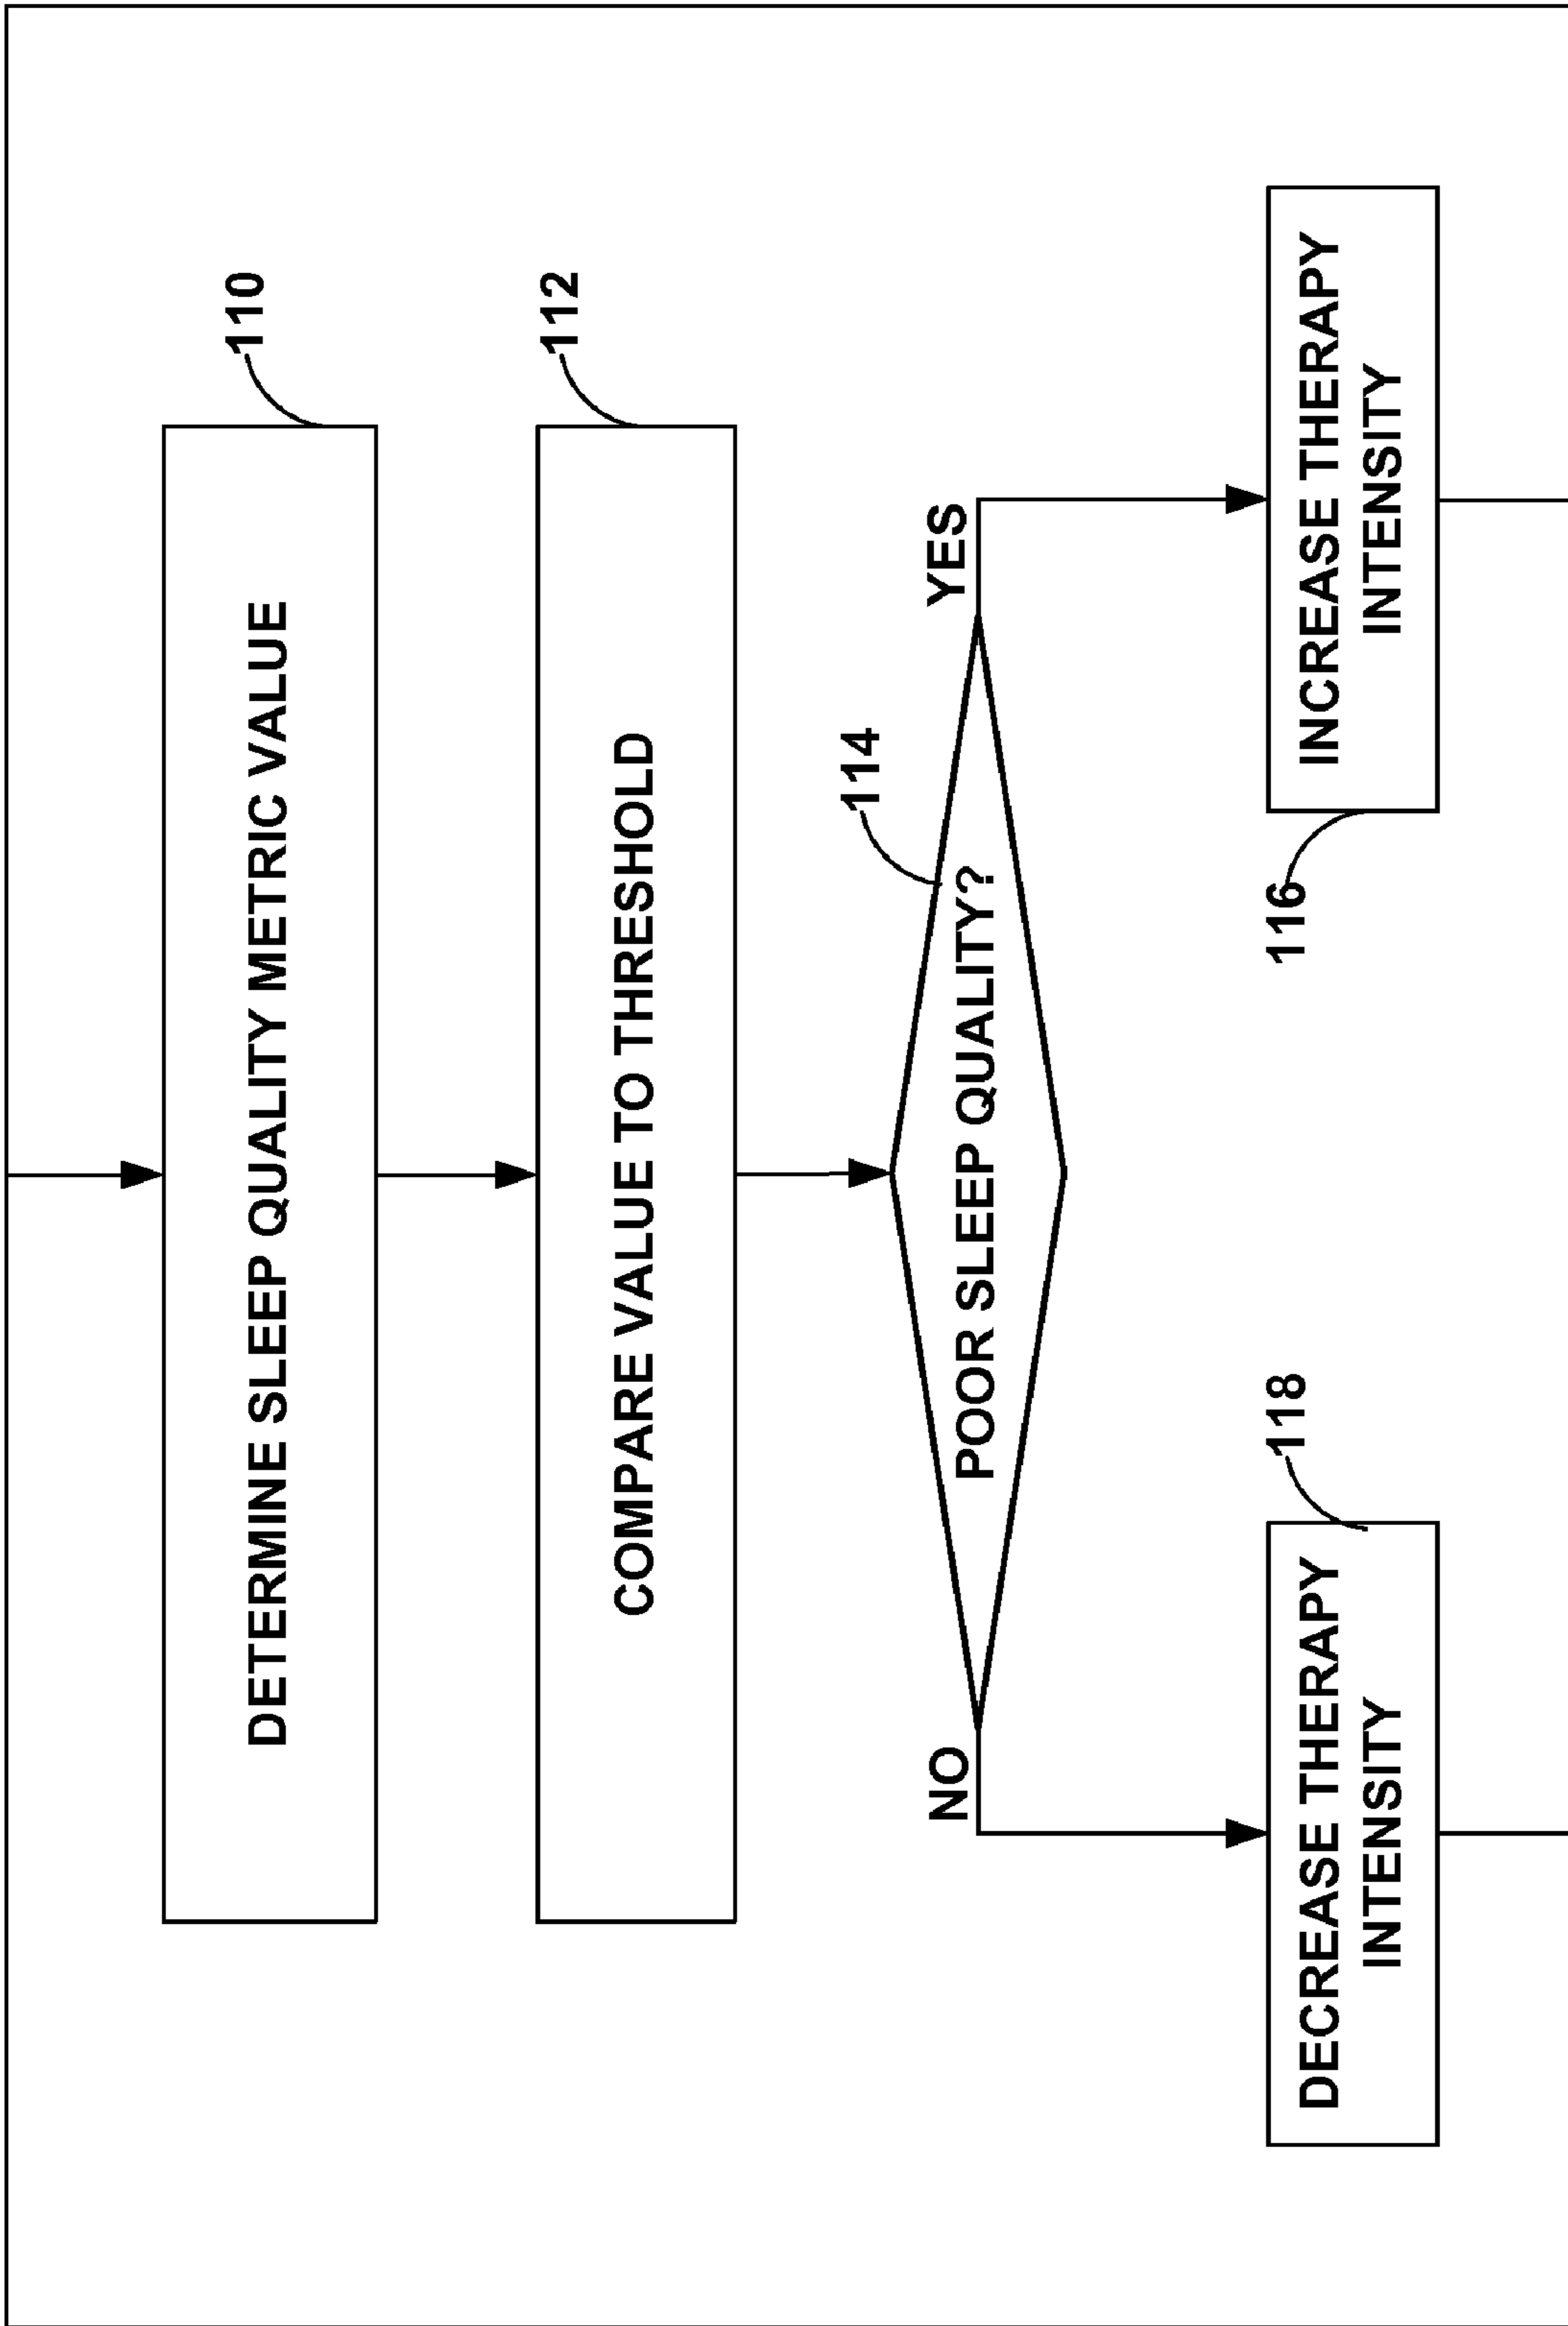 110
DETERMINE SLEEP QUALITY METRIC VALUE
112
COMPARE VALUE TO THRESHOLD
114
NO
POOR SLEEP QUALITY?
YES
118
DECREASE THERAPY
INTENSITY
116
INCREASE THERAPY
INTENSITY